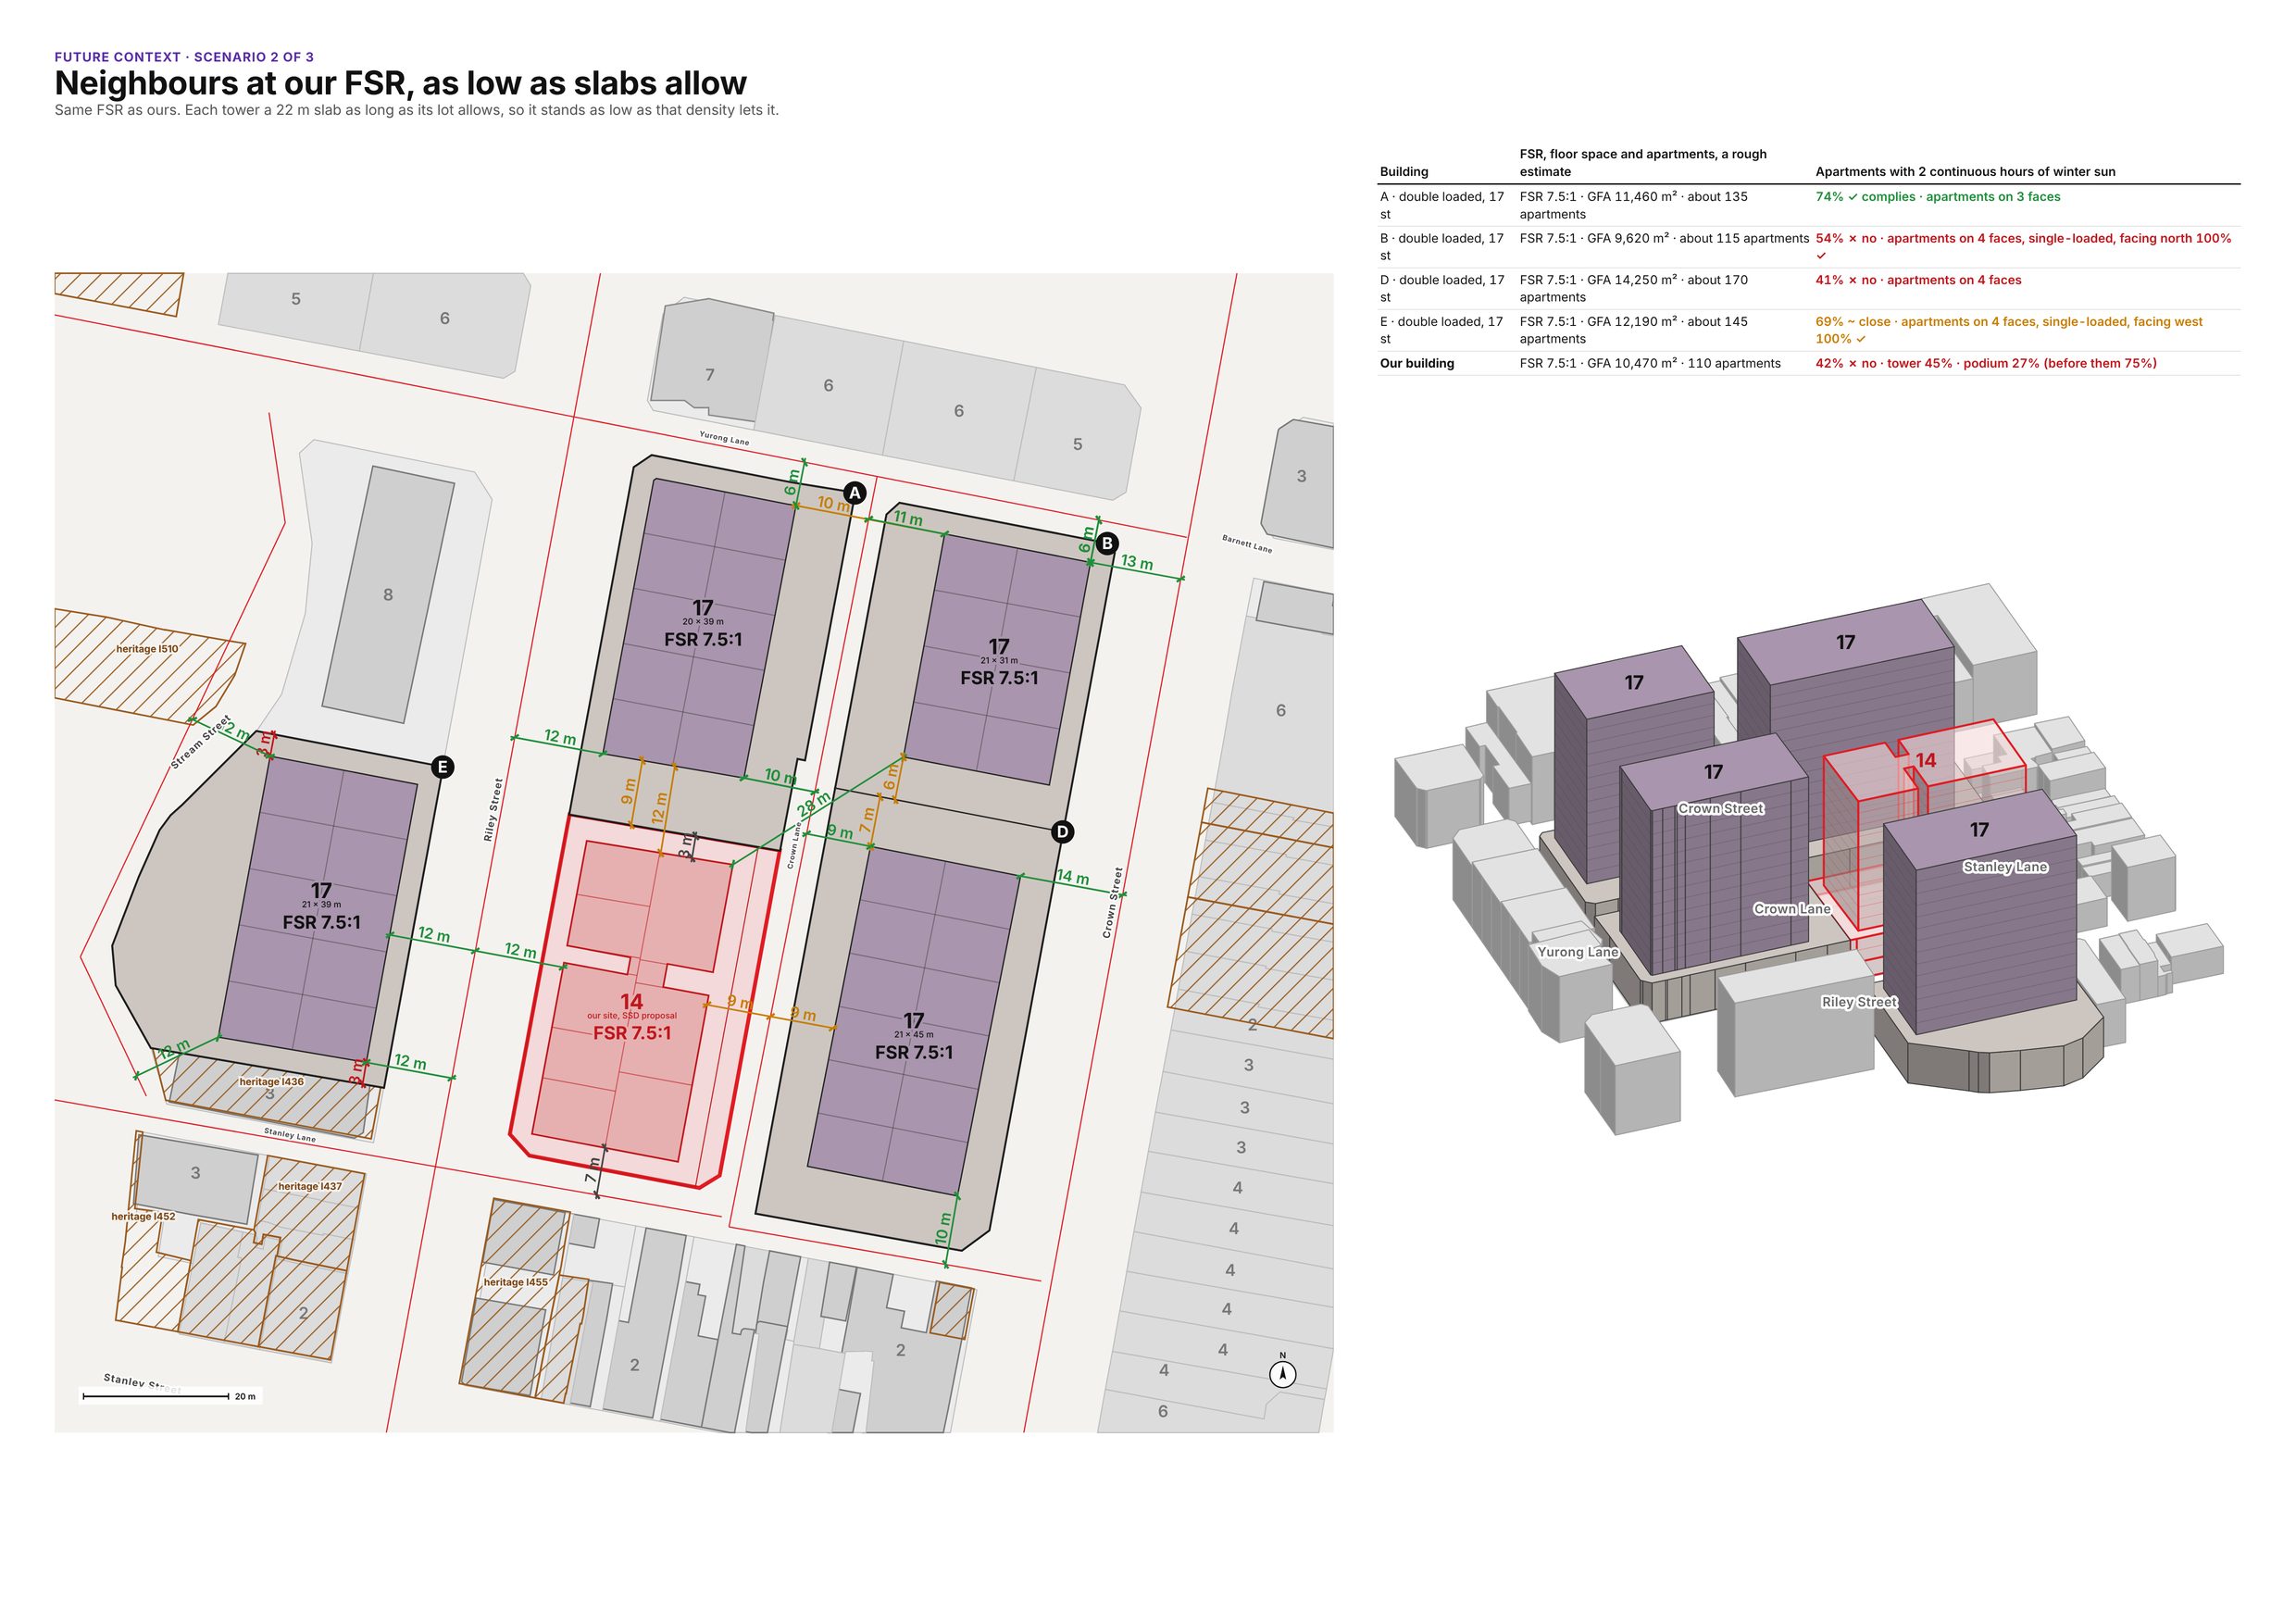 FUTURE CONTEXT · SCENARIO 2 OF 3
Neighbours at our FSR, as low as slabs allow
Same FSR as ours. Each tower a 22 m slab as long as its lot allows, so it stands as low as that density lets it.
Building
FSR, floor space and apartments, a rough
estimate
Apartments with 2 continuous hours of winter sun
A · double loaded, 17
st
FSR 7.5:1 · GFA 11,460 m² · about 135
apartments
74% ✓ complies · apartments on 3 faces
B · double loaded, 17
st
FSR 7.5:1 · GFA 9,620 m² · about 115 apartments
54% × no · apartments on 4 faces, single-loaded, facing north 100%
✓
D · double loaded, 17
st
FSR 7.5:1 · GFA 14,250 m² · about 170
apartments
41% × no · apartments on 4 faces
E · double loaded, 17
st
FSR 7.5:1 · GFA 12,190 m² · about 145
apartments
69% ~ close · apartments on 4 faces, single-loaded, facing west
100% ✓
Our building
FSR 7.5:1 · GFA 10,470 m² · 110 apartments
42% × no · tower 45% · podium 27% (before them 75%)
5
6
7
6
6
5
3
Yurong Lane
Barnett Lane
6 m
A
10 m
11 m
6 m
B
13 m
8
17
20 × 39 m
FSR 7.5:1
17
21 × 31 m
FSR 7.5:1
heritage I510
6
Stream Street
3 m
E
12 m
Riley Street
9 m
12 m
10 m
28 m
6 m
7 m
9 m
D
3 m
Crown Lane
14 m
Crown Street
17
21 × 39 m
FSR 7.5:1
12 m
12 m
14
our site, SSD proposal
FSR 7.5:1
9 m
9 m
17
21 × 45 m
FSR 7.5:1
12 m
3 m
12 m
heritage I436
3
Stanley Lane
7 m
10 m
3
heritage I437
heritage I452
2
heritage I455
2
2
2
3
3
3
4
4
4
4
4
4
6
N
Stanley Street
20 m
17
17
17
14
17
Crown Street
Stanley Lane
Crown Lane
Yurong Lane
Riley Street